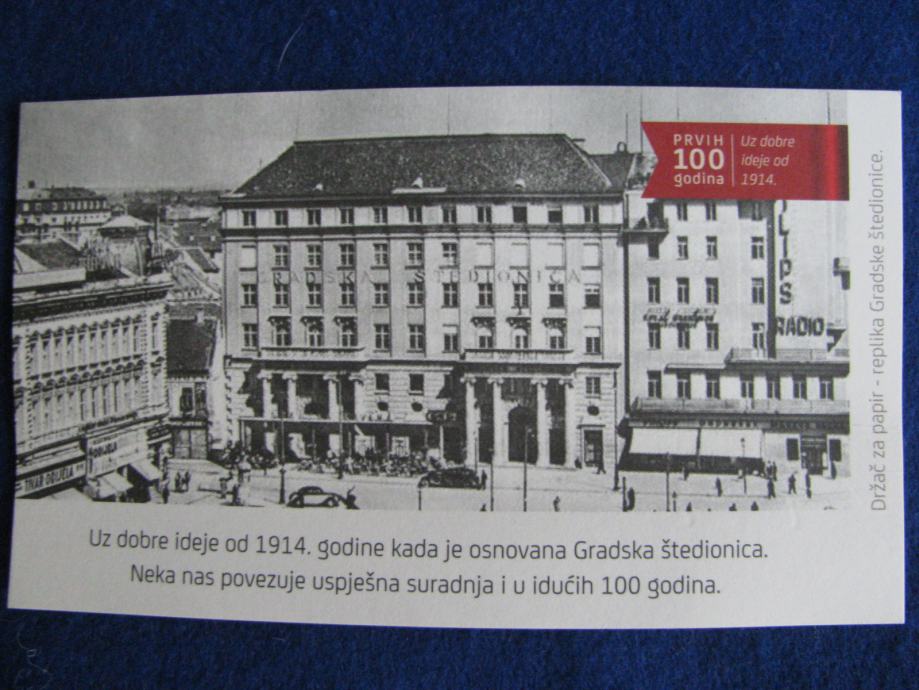 PRVIH
100
godina
Uz dobre
ideje od
1914.
GRADSKA ŠTEDIONICA
RADIO
Držač za papir - replika Gradske štedionice.
Uz dobre ideje od 1914. godine kada je osnovana Gradska štedionica.
Neka nas povezuje uspješna suradnja i u idućih 100 godina.